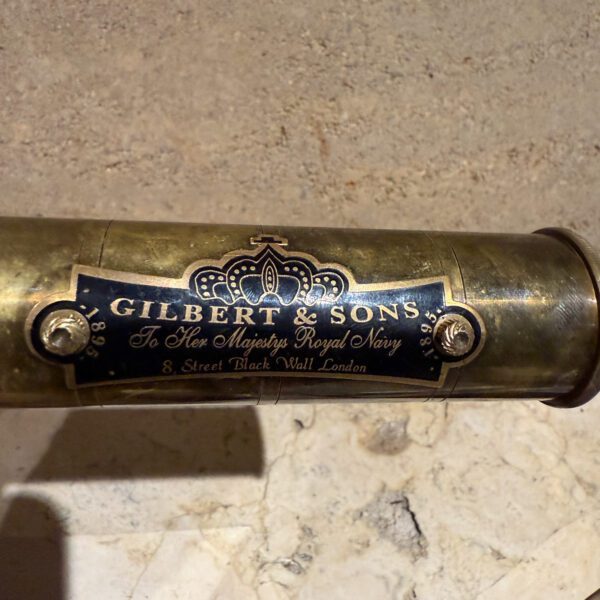 GILBERT & SONS
To Her Majestys Royal Navy
8, Street Black Wall London
1895.
1895.